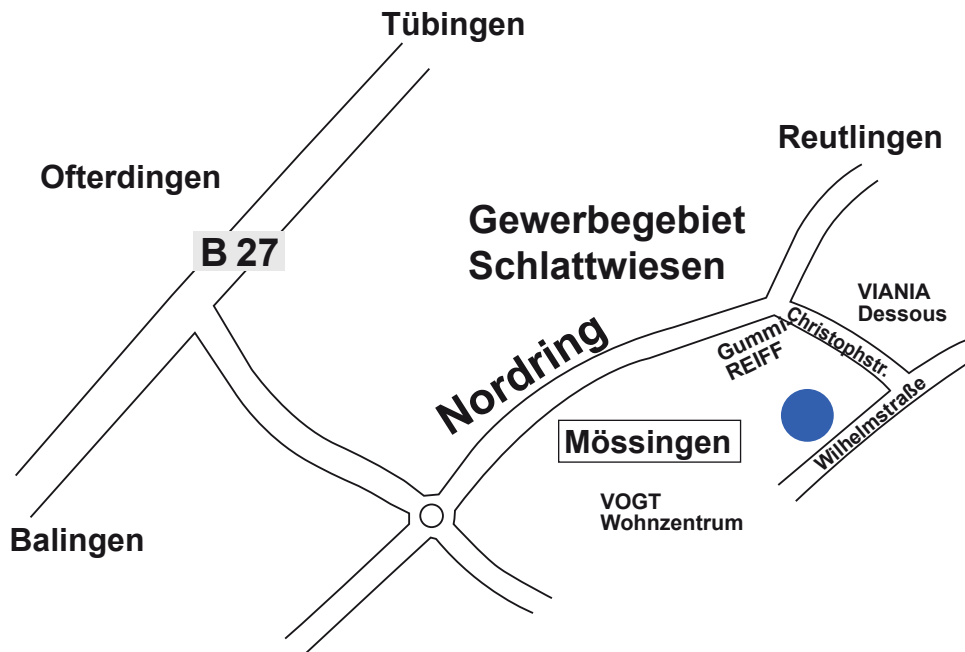 Tübingen
Reutlingen
Ofterdingen
Gewerbegebiet
Schlattwiesen
B 27
VIANIA
Dessous
Christophstr.
Gummi-
REIFF
Nordring
Wilhelmstraße
Mössingen
VOGT
Wohnzentrum
Balingen